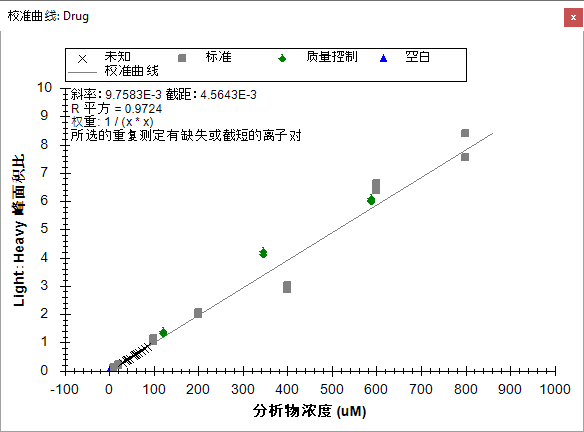 校准曲线: Drug
x
未知 标准 质量控制 空白
校准曲线
斜率: 9.7583E-3 截距: 4.5643E-3
R 平方 = 0.9724
权重: 1 / (x * x)
所选的重复测定有缺失或截短的离子对
Light:Heavy 峰面积比
10
9
8
7
6
5
4
3
2
1
0
-100 0 100 200 300 400 500 600 700 800 900 1000
分析物浓度 (uM)